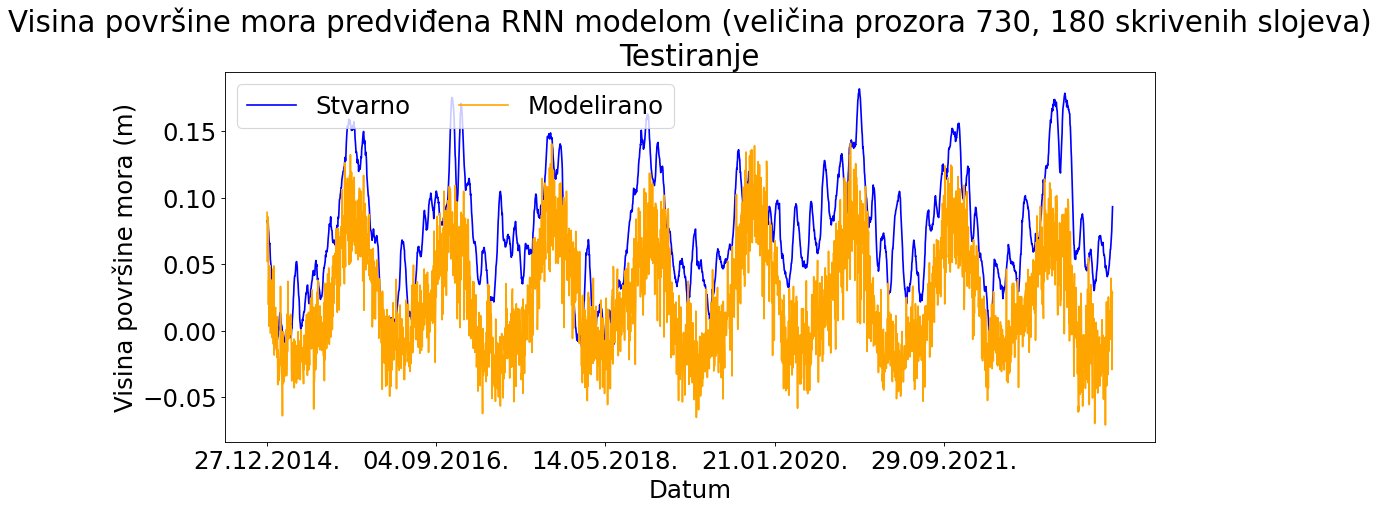 Visina površine mora predviđena RNN modelom (veličina prozora 730, 180 skrivenih slojeva)
Testiranje
Stvarno Modelirano
Visina površine mora (m)
0.15
0.10
0.05
0.00
−0.05
27.12.2014. 04.09.2016. 14.05.2018. 21.01.2020. 29.09.2021.
Datum